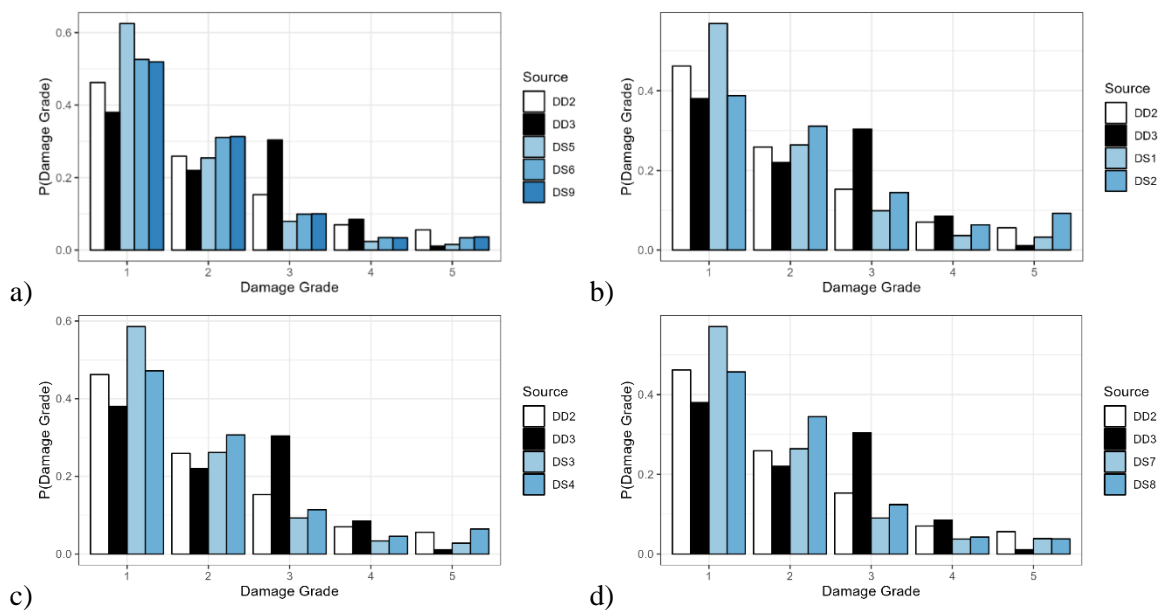 0.6
0.4
0.2
0.0
P(Damage Grade)
1 2 3 4 5
Damage Grade
Source
DD2
DD3
DS5
DS6
DS9
a)
0.4
0.2
0.0
P(Damage Grade)
1 2 3 4 5
Damage Grade
Source
DD2
DD3
DS1
DS2
b)
0.6
0.4
0.2
0.0
P(Damage Grade)
1 2 3 4 5
Damage Grade
Source
DD2
DD3
DS3
DS4
c)
0.4
0.2
0.0
P(Damage Grade)
1 2 3 4 5
Damage Grade
Source
DD2
DD3
DS7
DS8
d)